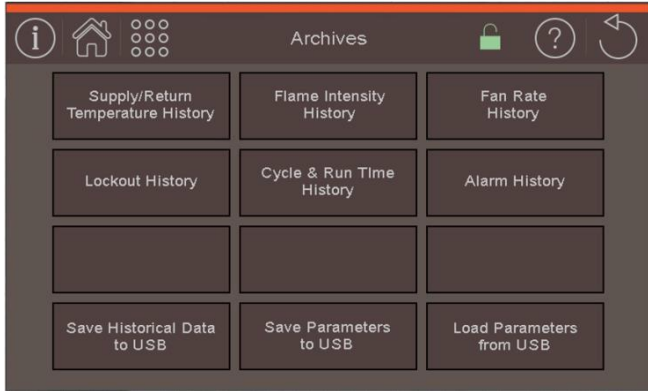 i
Archives
?
Supply/Return
Temperature History
Flame Intensity
History
Fan Rate
History
Lockout History
Cycle & Run TIme
History
Alarm History
Save Historical Data
to USB
Save Parameters
to USB
Load Parameters
from USB